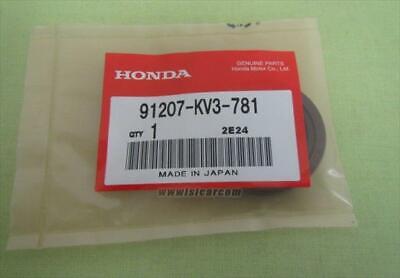 GENUINE PARTS
Honda Motor Co., Ltd.
HONDA
91207-KV3-781
QTY 1 2E24
MADE IN JAPAN
www.isicar.com